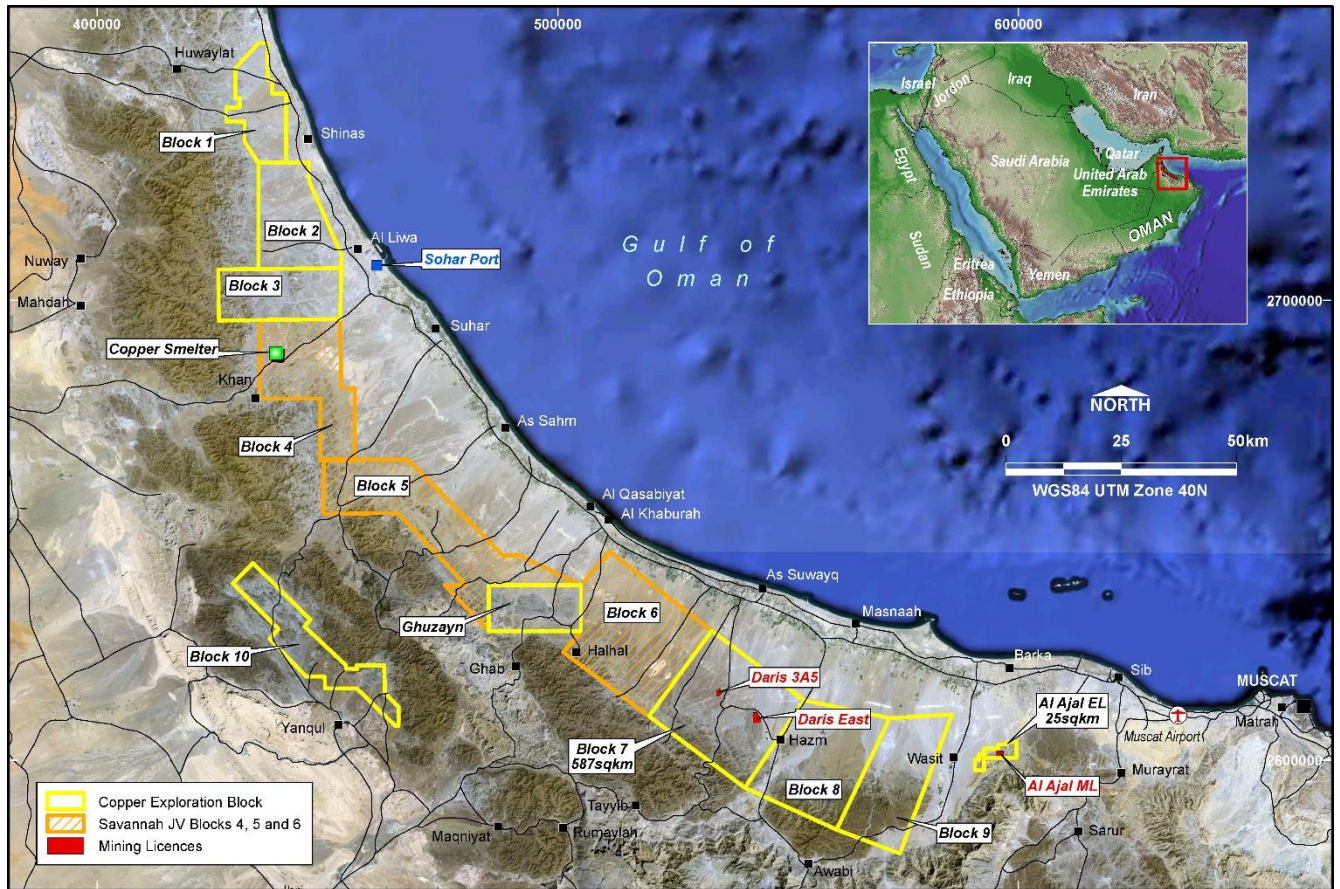 400000
500000
600000
Huwaylat
Shinas
Block 1
Block 2
Al Liwa
Sohar Port
Nuway
Block 3
Mahdah
2700000
Suhar
Copper Smelter
Khan
Block 4
As Sahm
Block 5
Al Qasabiyat
Al Khaburah
Gulf of
Oman
Israel
Jordon
Iraq
Iran
Egypt
Saudi Arabia
Qatar
United Arab
Emirates
OMAN
Sudan
Eritrea
Yemen
Ethiopia
NORTH
0 25 50km
WGS84 UTM Zone 40N
As Suwayq
Masnaah
Ghuzayn
Block 6
Block 10
Ghab
Halhal
Barka
Sib
MUSCAT
Daris 3A5
Al Ajal EL
25sqkm
Matrah
Yanqul
Daris East
Muscat Airport
Block 7
587sqkm
Hazm
Wasit
2600000
Murayrat
Block 8
Al Ajal ML
Tayyib
Block 9
Maqniyat
Rumaylah
Sarur
Awabi
Copper Exploration Block
Savannah JV Blocks 4, 5 and 6
Mining Licences